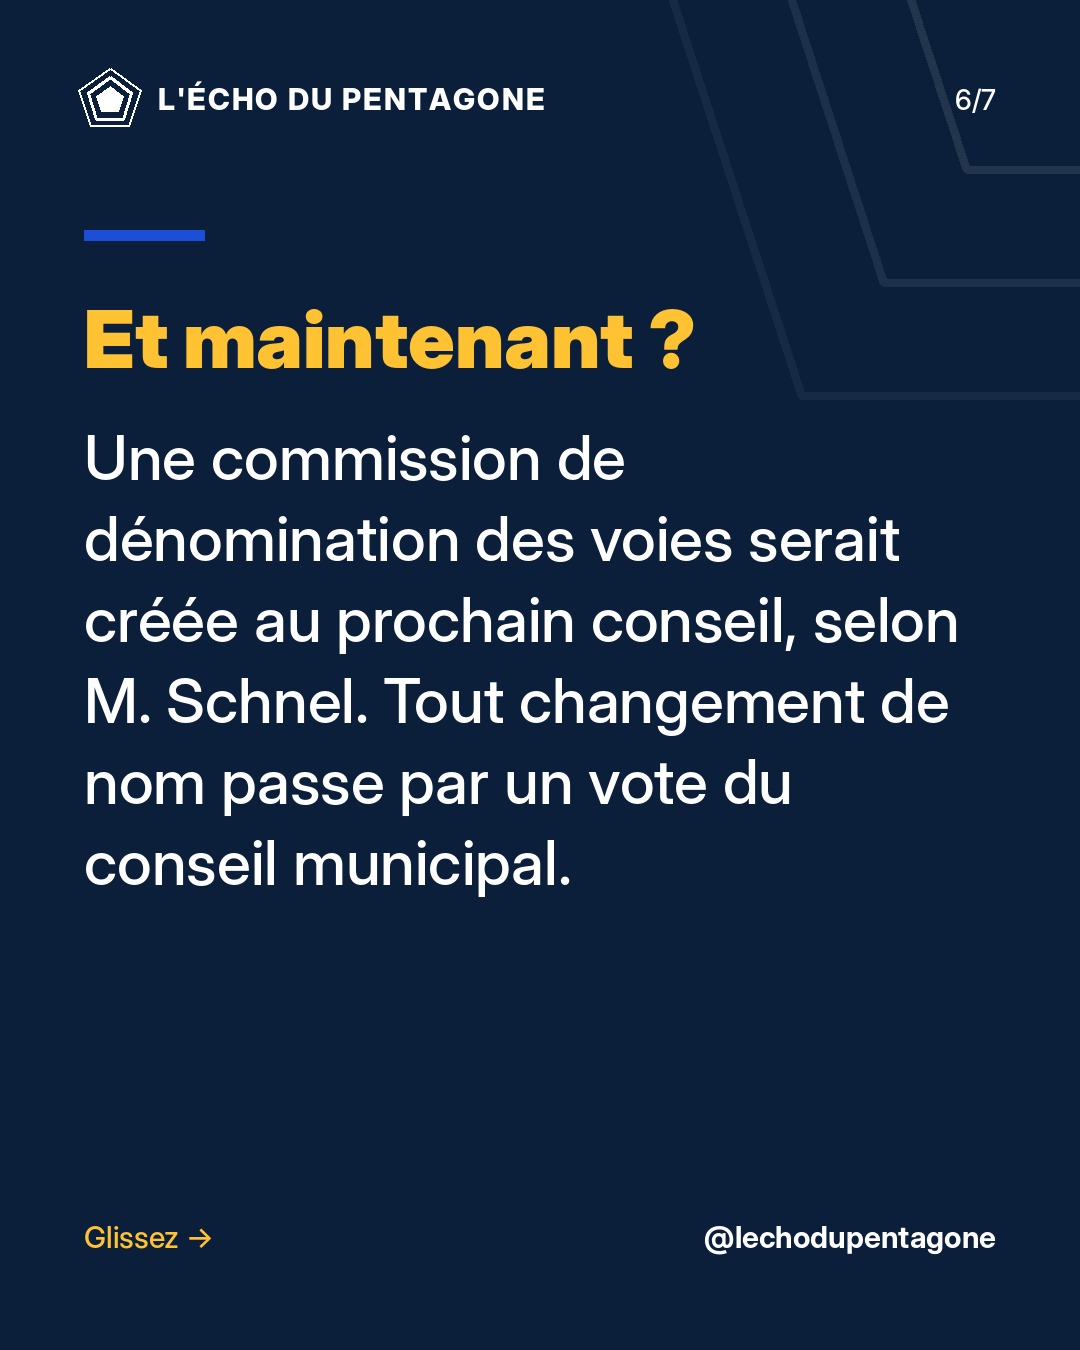 L'ÉCHO DU PENTAGONE
6/7
Et maintenant ?
Une commission de
dénomination des voies serait
créée au prochain conseil, selon
M. Schnel. Tout changement de
nom passe par un vote du
conseil municipal.
Glissez →
@lechodupentagone